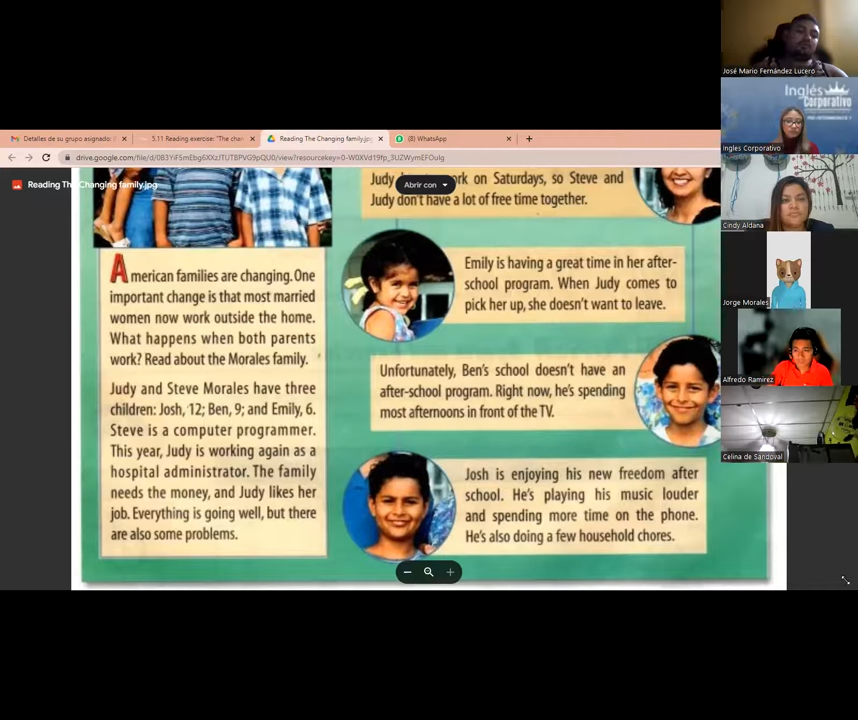 Detalles de su grupo asignado:
5.11 Reading exercise: "The chan
Reading The Changing family.jpg
(8) WhatsApp
drive.google.com/file/d/0B3YiF5mEbg6XXzJTUTBPVG9pQU0/view?resourcekey=0-W0XVd19fp_3UZWymEFOulg
Reading The Changing family.jpg
Abrir con
Judy rk on Saturdays, so Steve and
Judy don't have a lot of free time together.
American families are changing. One
important change is that most married
women now work outside the home.
What happens when both parents
work? Read about the Morales family.
Judy and Steve Morales have three
children: Josh, 12; Ben, 9; and Emily, 6.
Steve is a computer programmer.
This year, Judy is working again as a
hospital administrator. The family
needs the money, and Judy likes her
job. Everything is going well, but there
are also some problems.
Emily is having a great time in her after-
school program. When Judy comes to
pick her up, she doesn't want to leave.
Unfortunately, Ben's school doesn't have an
after-school program. Right now, he's spending
most afternoons in front of the TV.
Josh is enjoying his new freedom after
school. He's playing his music louder
and spending more time on the phone.
He's also doing a few household chores.
José Mario Fernández Lucero
Inglés
Corporativo
Ingles Corporativo
Cindy Aldana
Jorge Morales
Alfredo Ramirez
Celina de Sandoval